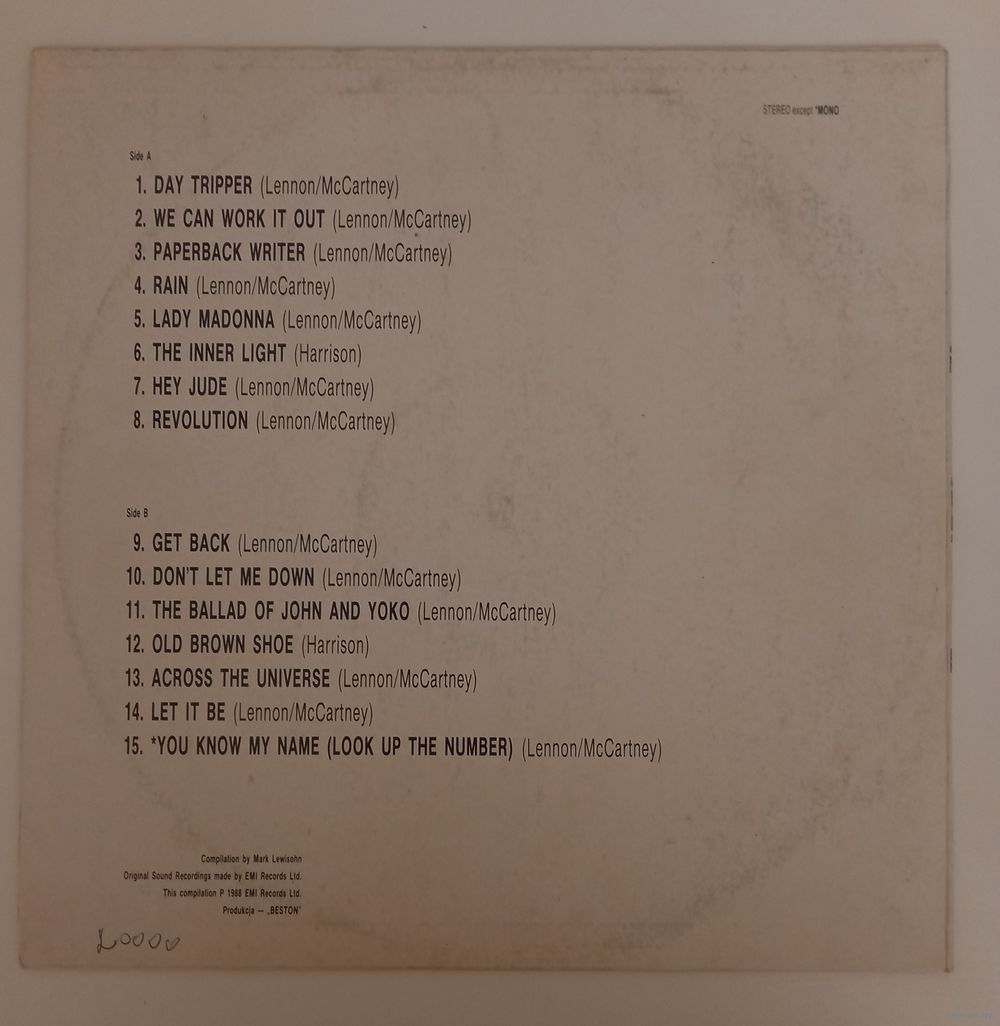 STEREO except *MONO
Side A
1. DAY TRIPPER (Lennon/McCartney)
2. WE CAN WORK IT OUT (Lennon/McCartney)
3. PAPERBACK WRITER (Lennon/McCartney)
4. RAIN (Lennon/McCartney)
5. LADY MADONNA (Lennon/McCartney)
6. THE INNER LIGHT (Harrison)
7. HEY JUDE (Lennon/McCartney)
8. REVOLUTION (Lennon/McCartney)
Side B
9. GET BACK (Lennon/McCartney)
10. DON'T LET ME DOWN (Lennon/McCartney)
11. THE BALLAD OF JOHN AND YOKO (Lennon/McCartney)
12. OLD BROWN SHOE (Harrison)
13. ACROSS THE UNIVERSE (Lennon/McCartney)
14. LET IT BE (Lennon/McCartney)
15. *YOU KNOW MY NAME (LOOK UP THE NUMBER) (Lennon/McCartney)
Compilation by Mark Lewisohn
Original Sound Recordings made by EMI Records Ltd.
This compilation P 1988 EMI Records Ltd.
Produkcja — „BESTON"